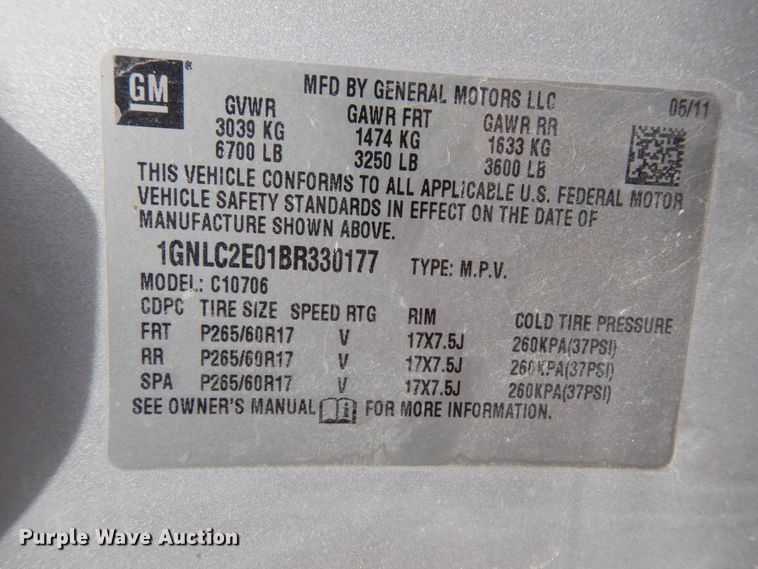 GM ®
MFD BY GENERAL MOTORS LLC 05/11
GVWR GAWR FRT GAWR RR
3039 KG 1474 KG 1633 KG
6700 LB 3250 LB 3600 LB
THIS VEHICLE CONFORMS TO ALL APPLICABLE U.S. FEDERAL MOTOR
VEHICLE SAFETY STANDARDS IN EFFECT ON THE DATE OF
MANUFACTURE SHOWN ABOVE.
1GNLC2E01BR330177 TYPE: M.P.V.
MODEL: C10706
CDPC TIRE SIZE SPEED RTG RIM COLD TIRE PRESSURE
FRT P265/60R17 V 17X7.5J 260KPA(37PSI)
RR P265/60R17 V 17X7.5J 260KPA(37PSI)
SPA P265/60R17 V 17X7.5J 260KPA(37PSI)
SEE OWNER'S MANUAL FOR MORE INFORMATION.
Purple Wave Auction